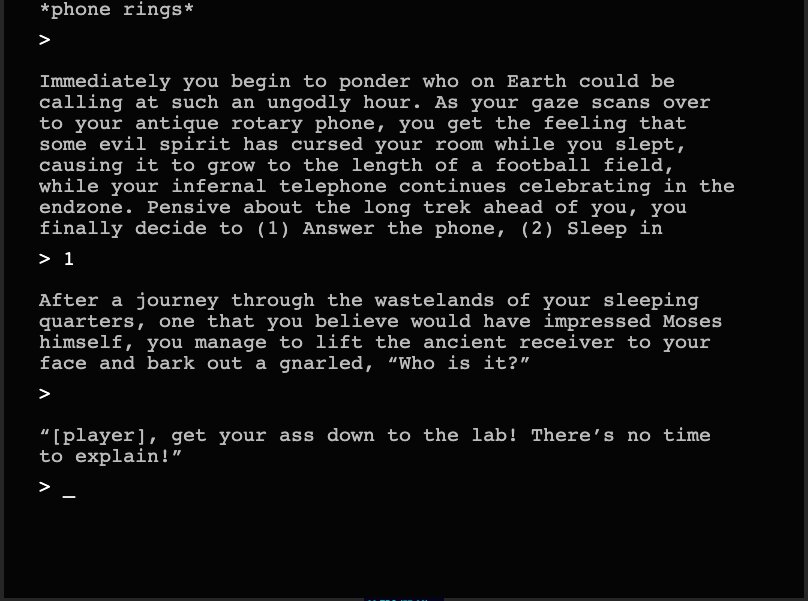 *phone rings*
>
Immediately you begin to ponder who on Earth could be
calling at such an ungodly hour. As your gaze scans over
to your antique rotary phone, you get the feeling that
some evil spirit has cursed your room while you slept,
causing it to grow to the length of a football field,
while your infernal telephone continues celebrating in the
endzone. Pensive about the long trek ahead of you, you
finally decide to (1) Answer the phone, (2) Sleep in
> 1
After a journey through the wastelands of your sleeping
quarters, one that you believe would have impressed Moses
himself, you manage to lift the ancient receiver to your
face and bark out a gnarled, “Who is it?”
>
“[player], get your ass down to the lab! There’s no time
to explain!”
> _